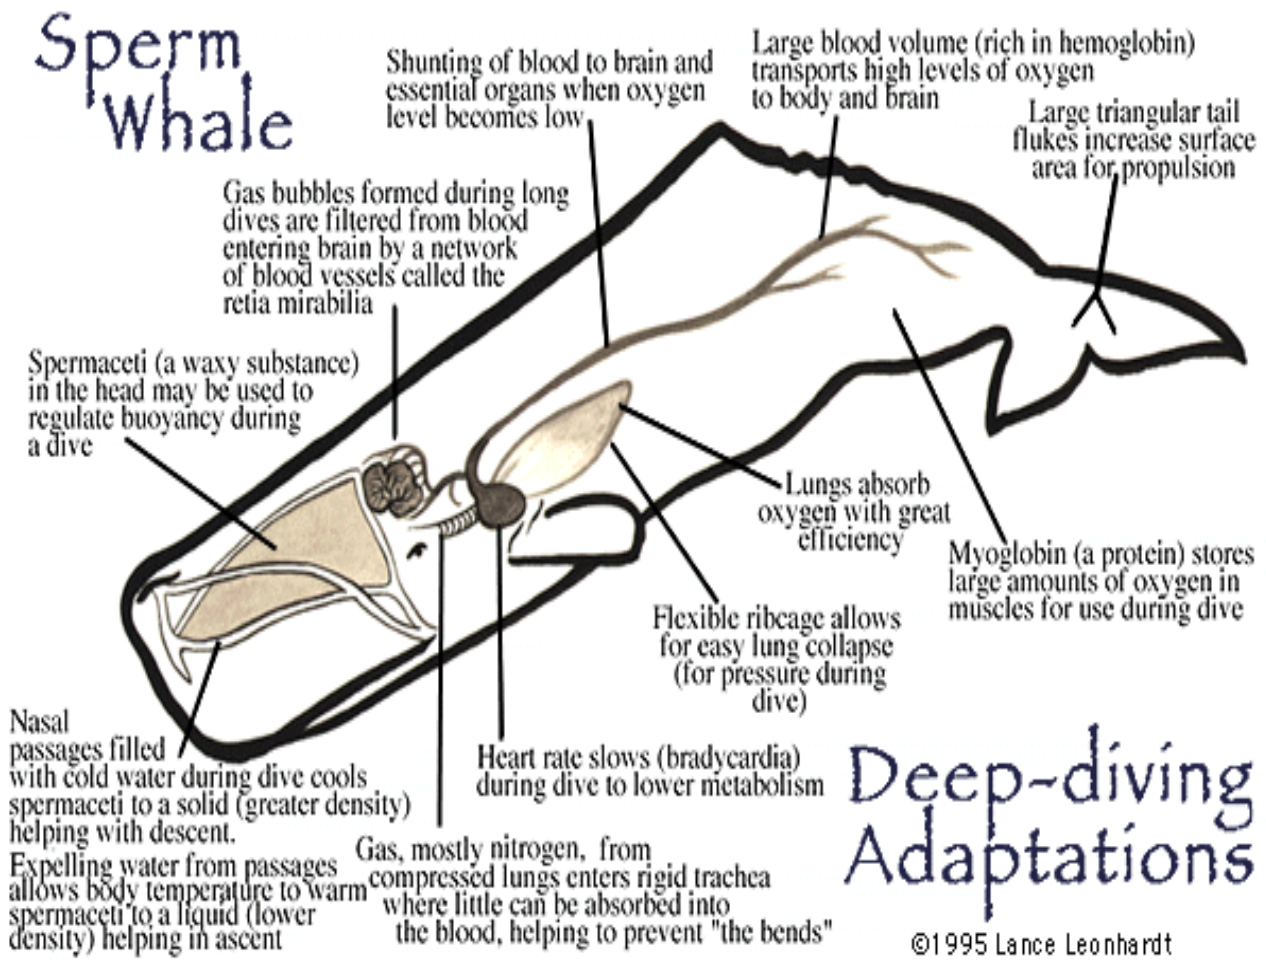 Sperm
Whale
Shunting of blood to brain and
essential organs when oxygen
level becomes low
Large blood volume (rich in hemoglobin)
transports high levels of oxygen
to body and brain
Large triangular tail
flukes increase surface
area for propulsion
Gas bubbles formed during long
dives are filtered from blood
entering brain by a network
of blood vessels called the
retia mirabilia
Spermaceti (a waxy substance)
in the head may be used to
regulate buoyancy during
a dive
Lungs absorb
oxygen with great
efficiency
Myoglobin (a protein) stores
large amounts of oxygen in
muscles for use during dive
Flexible ribcage allows
for easy lung collapse
(for pressure during
dive)
Nasal
passages filled
with cold water during dive cools
spermaceti to a solid (greater density)
helping with descent.
Expelling water from passages
allows body temperature to warm
spermaceti to a liquid (lower
density) helping in ascent
Heart rate slows (bradycardia)
during dive to lower metabolism
Gas, mostly nitrogen, from
compressed lungs enters rigid trachea
where little can be absorbed into
the blood, helping to prevent "the bends"
Deep-diving
Adaptations
©1995 Lance Leonhardt